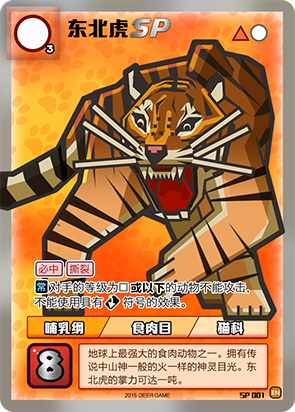 东北虎SP
3
必中 撕裂
常 对手的等级为□或以下的动物不能攻击，
不能使用具有 符号的效果。
哺乳纲 食肉目 猫科
8
地球上最强大的食肉动物之一。拥有传
说中山神一般的火一样的神灵目光。东
北虎的掌力可达一吨。
2015 DEER GAME
SP 001 EN